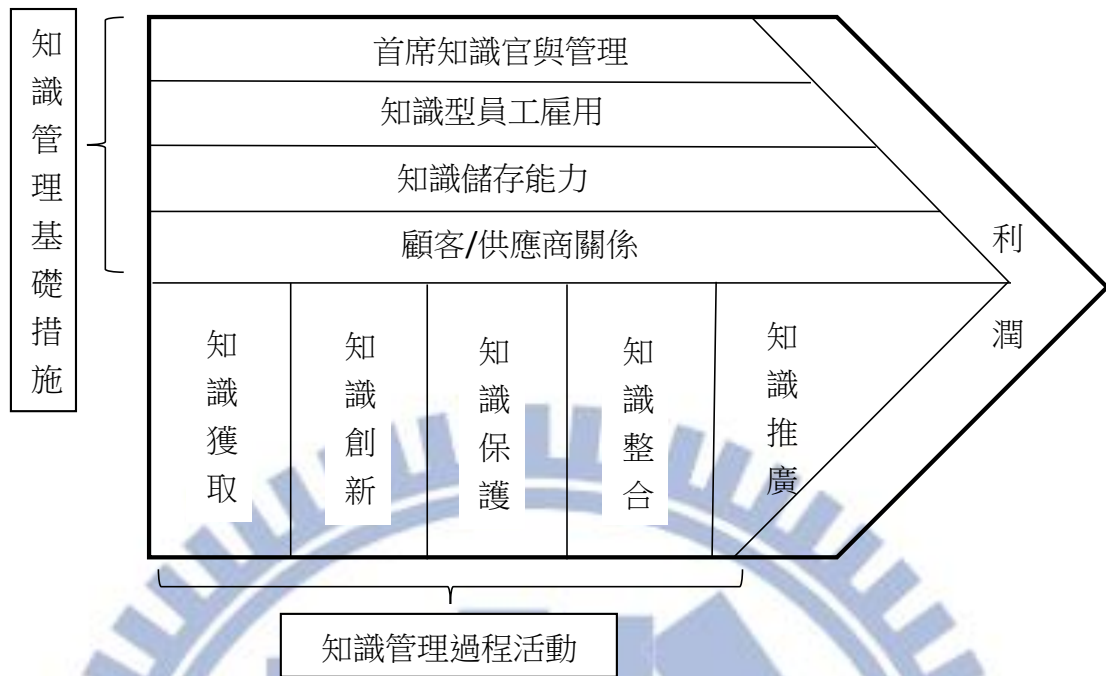 知識管理基礎措施
首席知識官與管理
知識型員工雇用
知識儲存能力
顧客/供應商關係
利潤
知識獲取
知識創新
知識保護
知識整合
知識推廣
知識管理過程活動